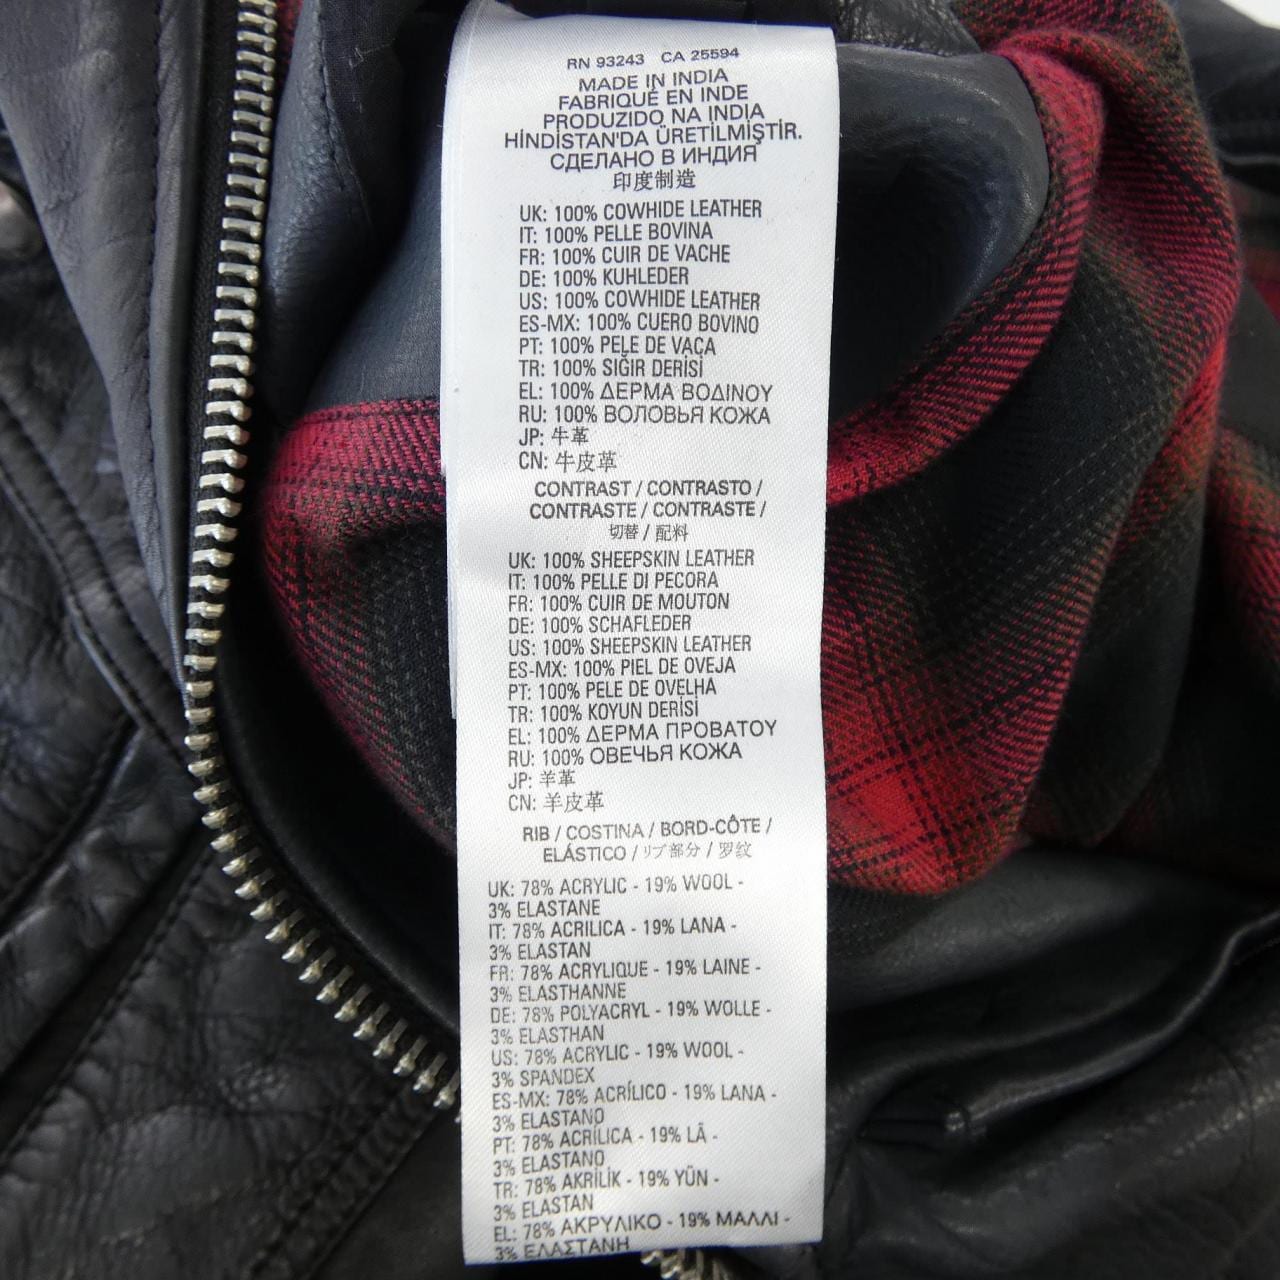 RN 93243 CA 25594
MADE IN INDIA
FABRIQUÉ EN INDE
PRODUZIDO NA INDIA
HİNDİSTAN'DA ÜRETİLMİŞTİR.
СДЕЛАНО В ИНДИЯ
印度制造
UK: 100% COWHIDE LEATHER
IT: 100% PELLE BOVINA
FR: 100% CUIR DE VACHE
DE: 100% KUHLEDER
US: 100% COWHIDE LEATHER
ES-MX: 100% CUERO BOVINO
PT: 100% PELE DE VACA
TR: 100% SIĞIR DERİSİ
EL: 100% ΔΕΡΜΑ ΒΟΔΙΝΟΥ
RU: 100% ВОЛОВЬЯ КОЖА
JP: 牛革
CN: 牛皮革
CONTRAST / CONTRASTO /
CONTRASTE / CONTRASTE /
切替 / 配料
UK: 100% SHEEPSKIN LEATHER
IT: 100% PELLE DI PECORA
FR: 100% CUIR DE MOUTON
DE: 100% SCHAFLEDER
US: 100% SHEEPSKIN LEATHER
ES-MX: 100% PIEL DE OVEJA
PT: 100% PELE DE OVELHA
TR: 100% KOYUN DERİSİ
EL: 100% ΔΕΡΜΑ ΠΡΟΒΑΤΟΥ
RU: 100% ОВЕЧЬЯ КОЖА
JP: 羊革
CN: 羊皮革
RIB / COSTINA / BORD-CÔTE /
ELÁSTICO / リブ部分 / 罗纹
UK: 78% ACRYLIC - 19% WOOL -
3% ELASTANE
IT: 78% ACRILICA - 19% LANA -
3% ELASTAN
FR: 78% ACRYLIQUE - 19% LAINE -
3% ELASTHANNE
DE: 78% POLYACRYL - 19% WOLLE -
3% ELASTHAN
US: 78% ACRYLIC - 19% WOOL -
3% SPANDEX
ES-MX: 78% ACRÍLICO - 19% LANA -
3% ELASTANO
PT: 78% ACRÍLICA - 19% LÃ -
3% ELASTANO
TR: 78% AKRİLİK - 19% YÜN -
3% ELASTAN
EL: 78% ΑΚΡΥΛΙΚΟ - 19% ΜΑΛΛΙ -
3% ΕΛΑΣΤΑΝΗ